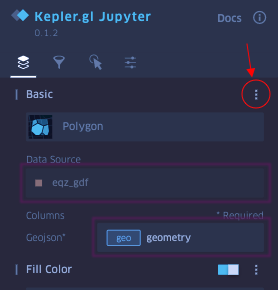 Kepler.gl Jupyter
Docs
0.1.2
Basic
Polygon
Data Source
eqz_gdf
Columns
* Required
Geojson*
geo geometry
Fill Color